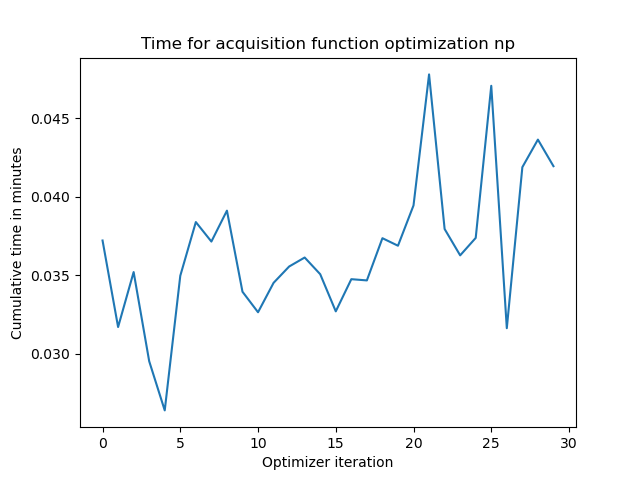 Time for acquisition function optimization np
Cumulative time in minutes
0.045
0.040
0.035
0.030
0 5 10 15 20 25 30
Optimizer iteration